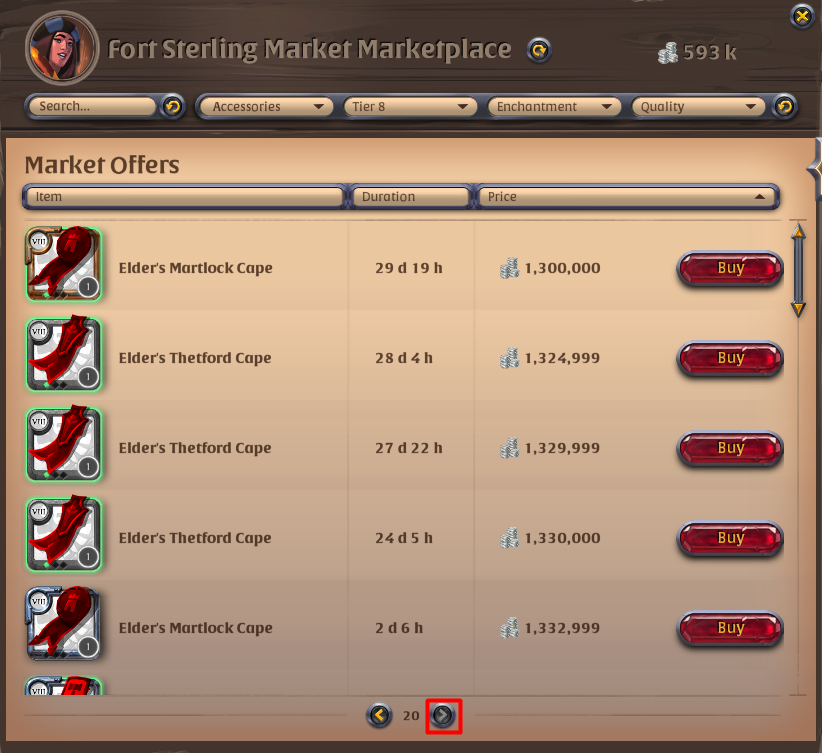 Fort Sterling Market Marketplace
593 k
Search...
Accessories
Tier 8
Enchantment
Quality
Market Offers
Item
Duration
Price
VIII
1
Elder's Martlock Cape
29 d 19 h
1,300,000
Buy
VIII
1
Elder's Thetford Cape
28 d 4 h
1,324,999
Buy
VIII
1
Elder's Thetford Cape
27 d 22 h
1,329,999
Buy
VIII
1
Elder's Thetford Cape
24 d 5 h
1,330,000
Buy
VIII
1
Elder's Martlock Cape
2 d 6 h
1,332,999
Buy
VIII
20